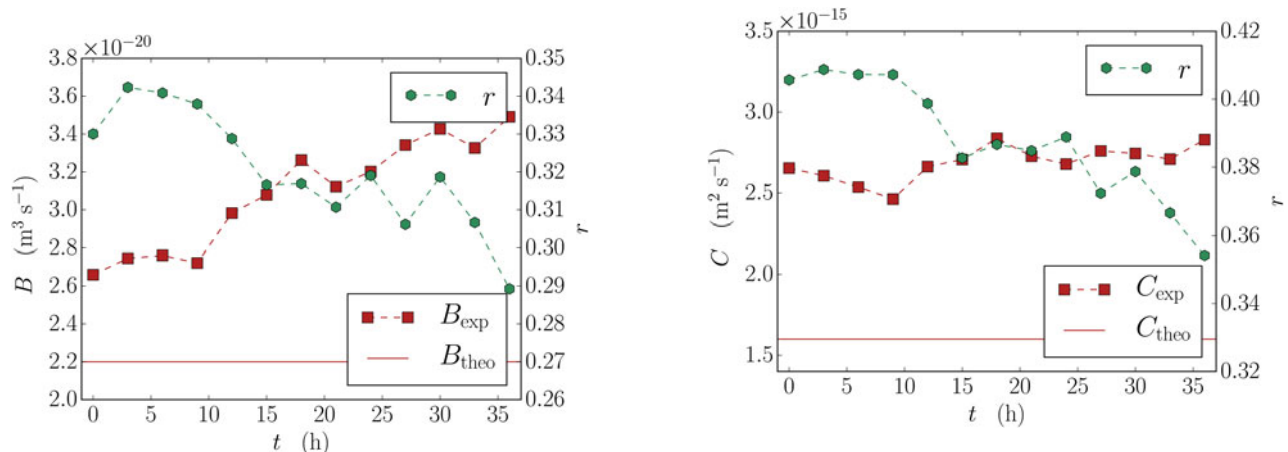 ×10⁻²⁰
3.8
3.6
3.4
3.2
3.0
2.8
2.6
2.4
2.2
2.0
B (m³ s⁻¹)
0 5 10 15 20 25 30 35
t (h)
0.35
0.34
0.33
0.32
0.31
0.30
0.29
0.28
0.27
0.26
r
r
B_exp
B_theo
×10⁻¹⁵
3.5
3.0
2.5
2.0
1.5
C (m² s⁻¹)
0 5 10 15 20 25 30 35
t (h)
0.42
0.40
0.38
0.36
0.34
0.32
r
r
C_exp
C_theo